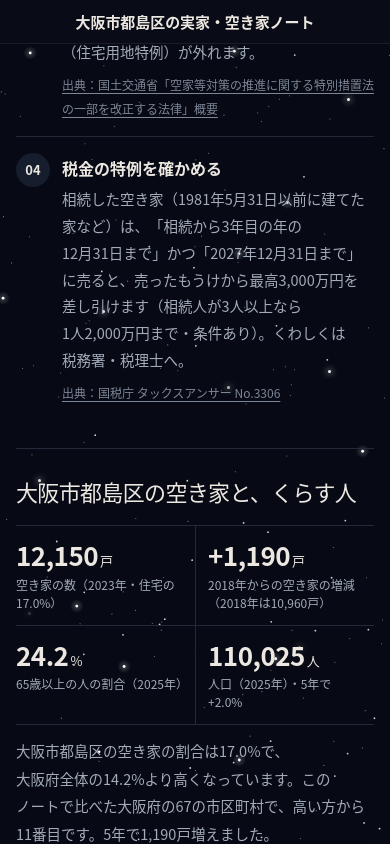 大阪市都島区の実家・空き家ノート
（住宅用地特例）が外れます。
出典：国土交通省「空家等対策の推進に関する特別措置法
の一部を改正する法律」概要
04
税金の特例を確かめる
相続した空き家（1981年5月31日以前に建てた
家など）は、「相続から3年目の年の
12月31日まで」かつ「2027年12月31日まで」
に売ると、売ったもうけから最高3,000万円を
差し引けます（相続人が3人以上なら
1人2,000万円まで・条件あり）。くわしくは
税務署・税理士へ。
出典：国税庁 タックスアンサー No.3306
大阪市都島区の空き家と、くらす人
12,150戸
空き家の数（2023年・住宅の
17.0%）
+1,190戸
2018年からの空き家の増減
（2018年は10,960戸）
24.2%
65歳以上の人の割合（2025年）
110,025人
人口（2025年）・5年で
+2.0%
大阪市都島区の空き家の割合は17.0%で、
大阪府全体の14.2%より高くなっています。この
ノートで比べた大阪府の67の市区町村で、高い方から
11番目です。5年で1,190戸増えました。